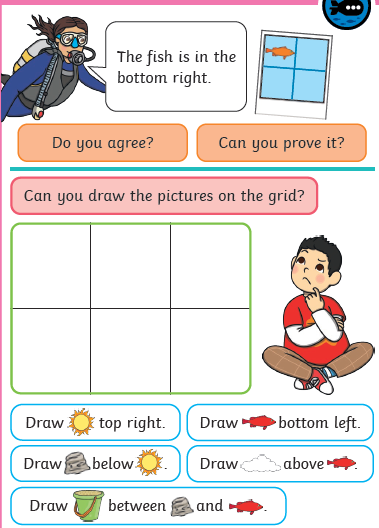 The fish is in the
bottom right.
Do you agree?
Can you prove it?
Can you draw the pictures on the grid?
Draw top right.
Draw bottom left.
Draw below .
Draw above .
Draw between and .